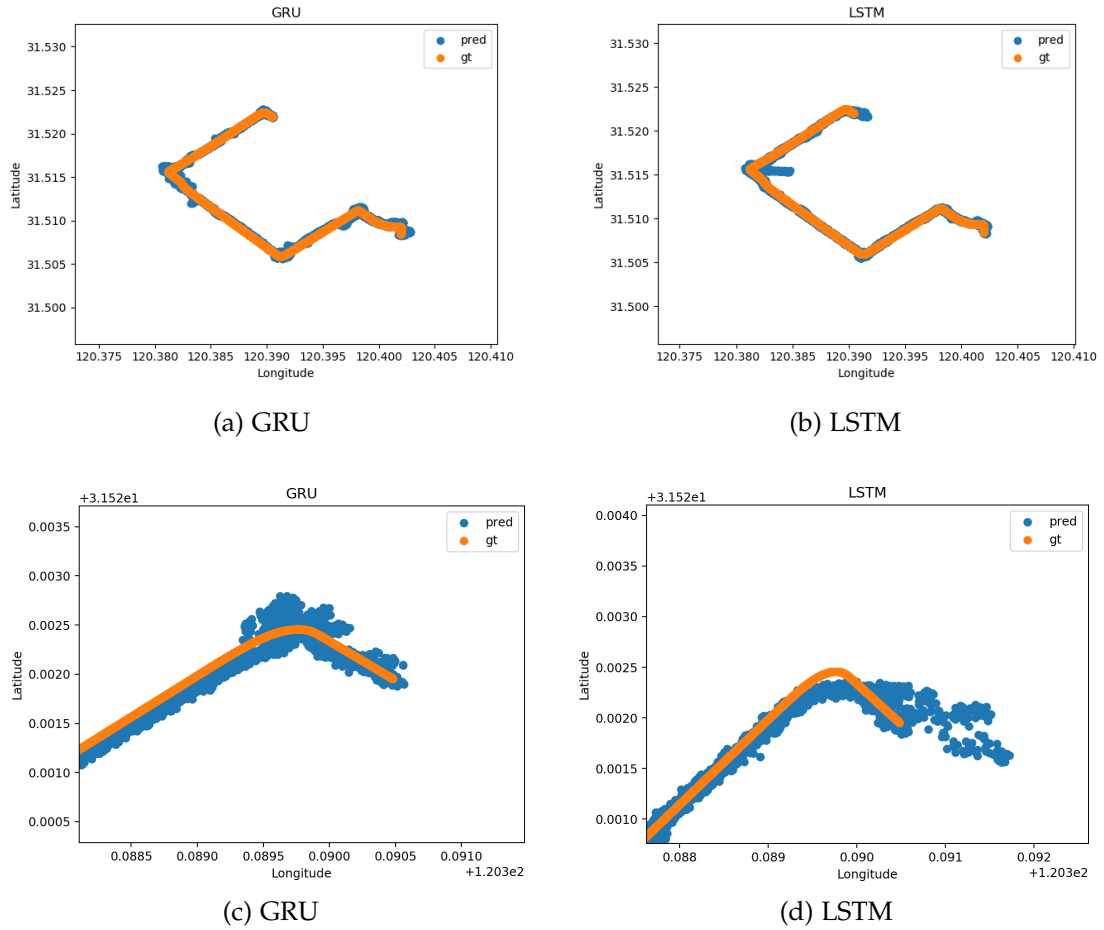 GRU
pred
gt
31.530
31.525
31.520
31.515
31.510
31.505
31.500
Latitude
120.375 120.380 120.385 120.390 120.395 120.400 120.405 120.410
Longitude
(a) GRU
LSTM
pred
gt
31.530
31.525
31.520
31.515
31.510
31.505
31.500
Latitude
120.375 120.380 120.385 120.390 120.395 120.400 120.405 120.410
Longitude
(b) LSTM
+3.152e1
GRU
pred
gt
0.0035
0.0030
0.0025
0.0020
0.0015
0.0010
0.0005
Latitude
0.0885 0.0890 0.0895 0.0900 0.0905 0.0910
Longitude
+1.203e2
(c) GRU
+3.152e1
LSTM
pred
gt
0.0040
0.0035
0.0030
0.0025
0.0020
0.0015
0.0010
Latitude
0.088 0.089 0.090 0.091 0.092
Longitude
+1.203e2
(d) LSTM